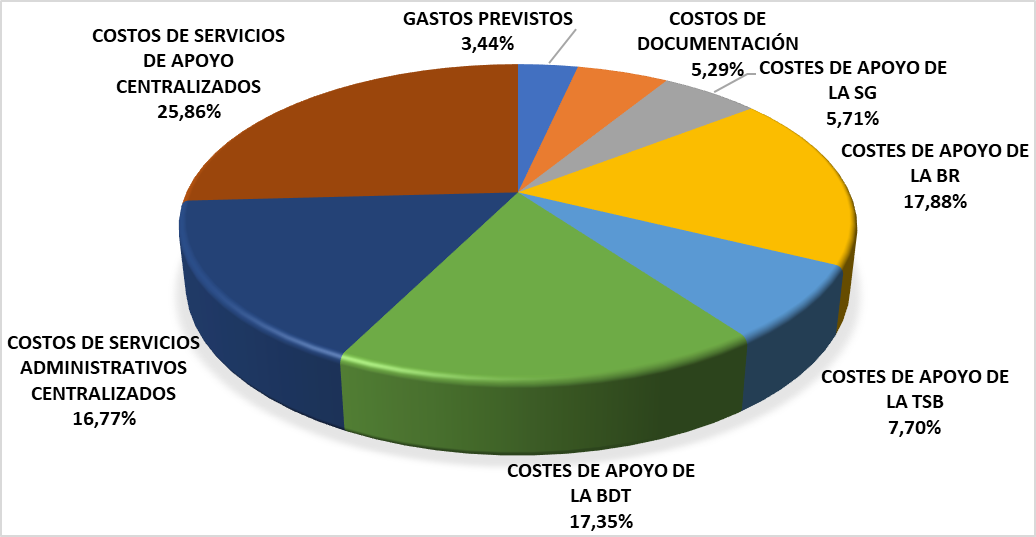 GASTOS PREVISTOS
3,44%
COSTOS DE
DOCUMENTACIÓN
5,29%
COSTES DE APOYO DE
LA SG
5,71%
COSTES DE APOYO DE
LA BR
17,88%
COSTES DE APOYO DE
LA TSB
7,70%
COSTES DE APOYO DE
LA BDT
17,35%
COSTOS DE SERVICIOS
ADMINISTRATIVOS
CENTRALIZADOS
16,77%
COSTOS DE SERVICIOS
DE APOYO
CENTRALIZADOS
25,86%